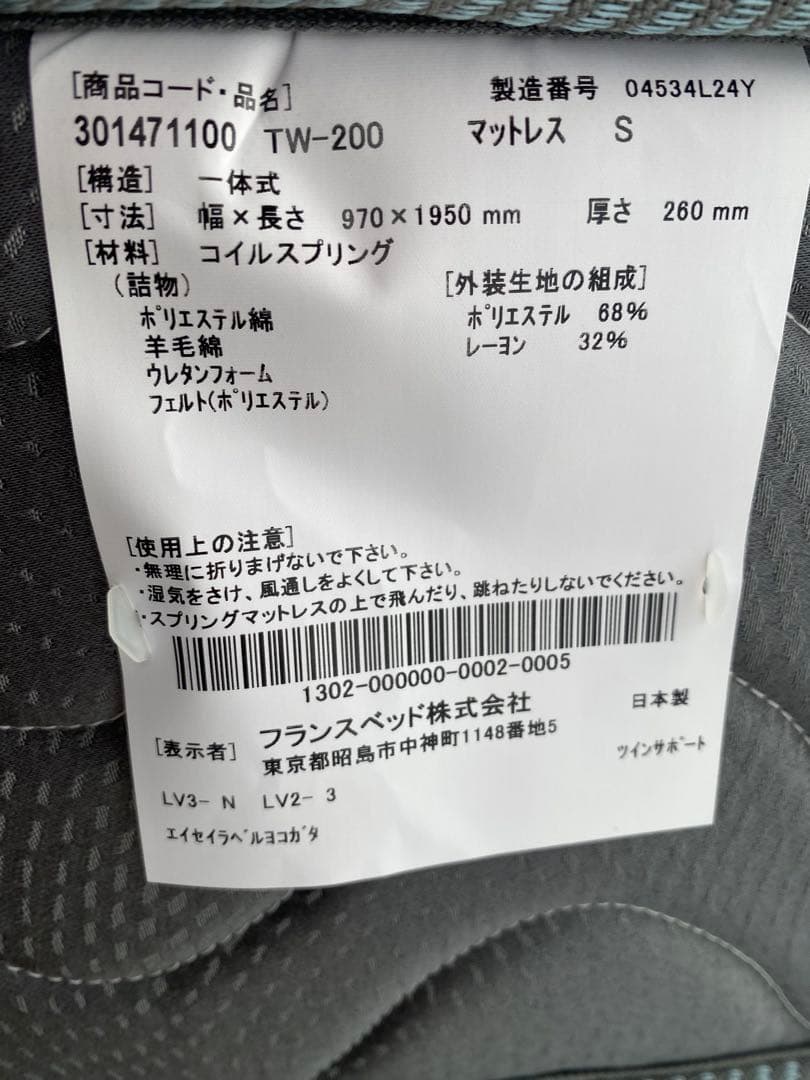 [商品コード・品名] 製造番号 04534L24Y
301471100 TW-200 マットレス S
[構造] 一体式
[寸法] 幅×長さ 970×1950 mm 厚さ 260 mm
[材料] コイルスプリング
(詰物) [外装生地の組成]
ポリエステル綿 ポリエステル 68%
羊毛綿 レーヨン 32%
ウレタンフォーム
フェルト(ポリエステル)
[使用上の注意]
・無理に折りまげないで下さい。
・湿気をさけ、風通しをよくして下さい。
・スプリングマットレスの上で飛んだり、跳ねたりしないでください。
1302-000000-0002-0005
[表示者] フランスベッド株式会社 日本製
東京都昭島市中神町1148番地5 ツインサポート
LV3- N LV2- 3
エイセイラベルヨコガタ